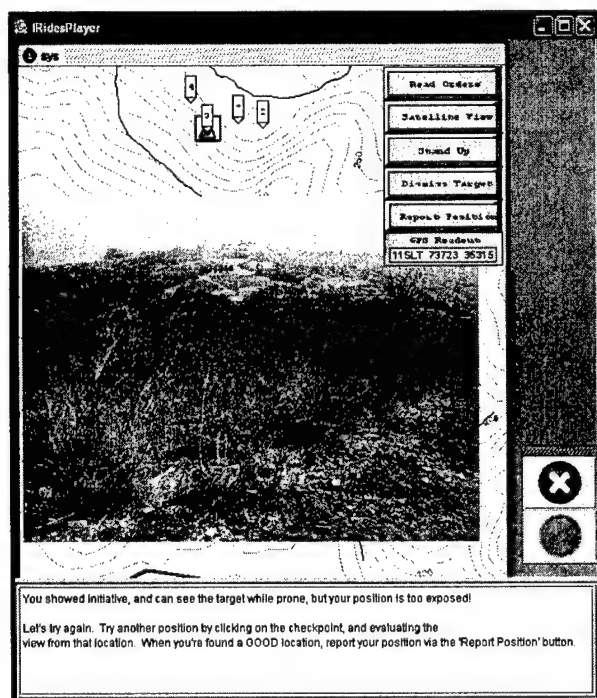 iRidesPlayer
sys
Read Orders
Satellite View
Stand Up
Dismiss Target
Report Position
GPS Readout
11SLT 73723 36315
250
You showed initiative, and can see the target while prone, but your position is too exposed!
Let's try again. Try another position by clicking on the checkpoint, and evaluating the
view from that location. When you're found a GOOD location, report your position via the 'Report Position' button.